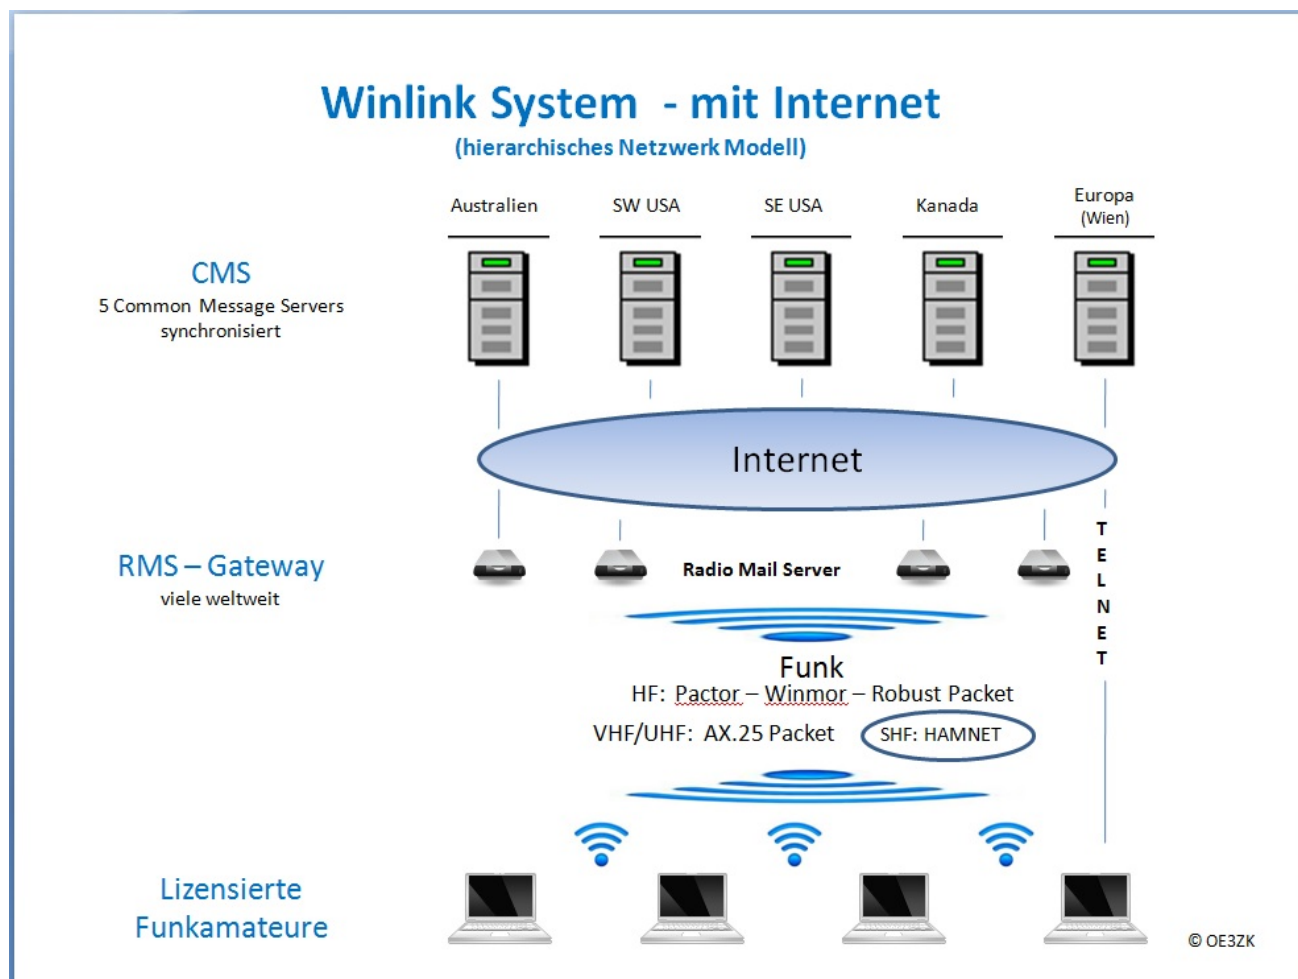 Winlink System  - mit Internet
(hierarchisches Netzwerk Modell)
Australien
SW USA
SE USA
Kanada
Europa
(Wien)
CMS
5 Common Message Servers
synchronisiert
Internet
RMS – Gateway
viele weltweit
Radio Mail Server
TELNET
Funk
HF: Pactor – Winmor – Robust Packet
VHF/UHF: AX.25 Packet
SHF: HAMNET
Lizensierte
Funkamateure
© OE3ZK